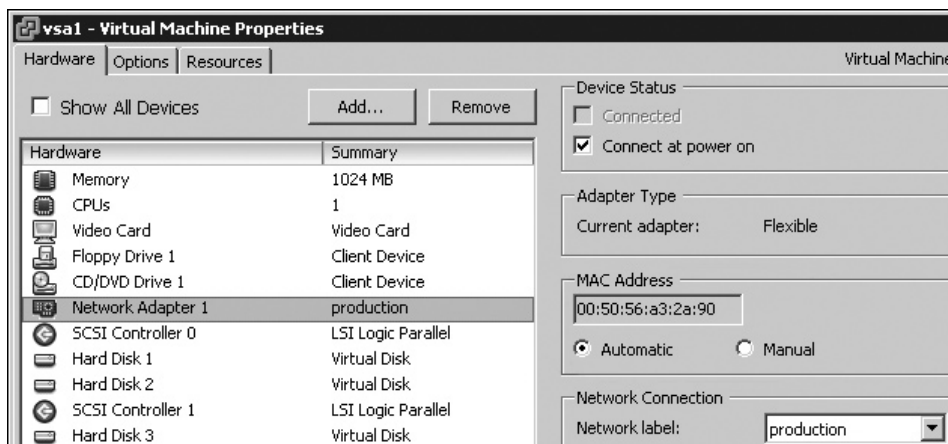 vsa1 - Virtual Machine Properties
Hardware Options Resources Virtual Machine
Show All Devices Add... Remove
Hardware Summary
Memory 1024 MB
CPUs 1
Video Card Video Card
Floppy Drive 1 Client Device
CD/DVD Drive 1 Client Device
Network Adapter 1 production
SCSI Controller 0 LSI Logic Parallel
Hard Disk 1 Virtual Disk
Hard Disk 2 Virtual Disk
SCSI Controller 1 LSI Logic Parallel
Hard Disk 3 Virtual Disk
Device Status
Connected
Connect at power on
Adapter Type
Current adapter: Flexible
MAC Address
00:50:56:a3:2a:90
Automatic Manual
Network Connection
Network label: production